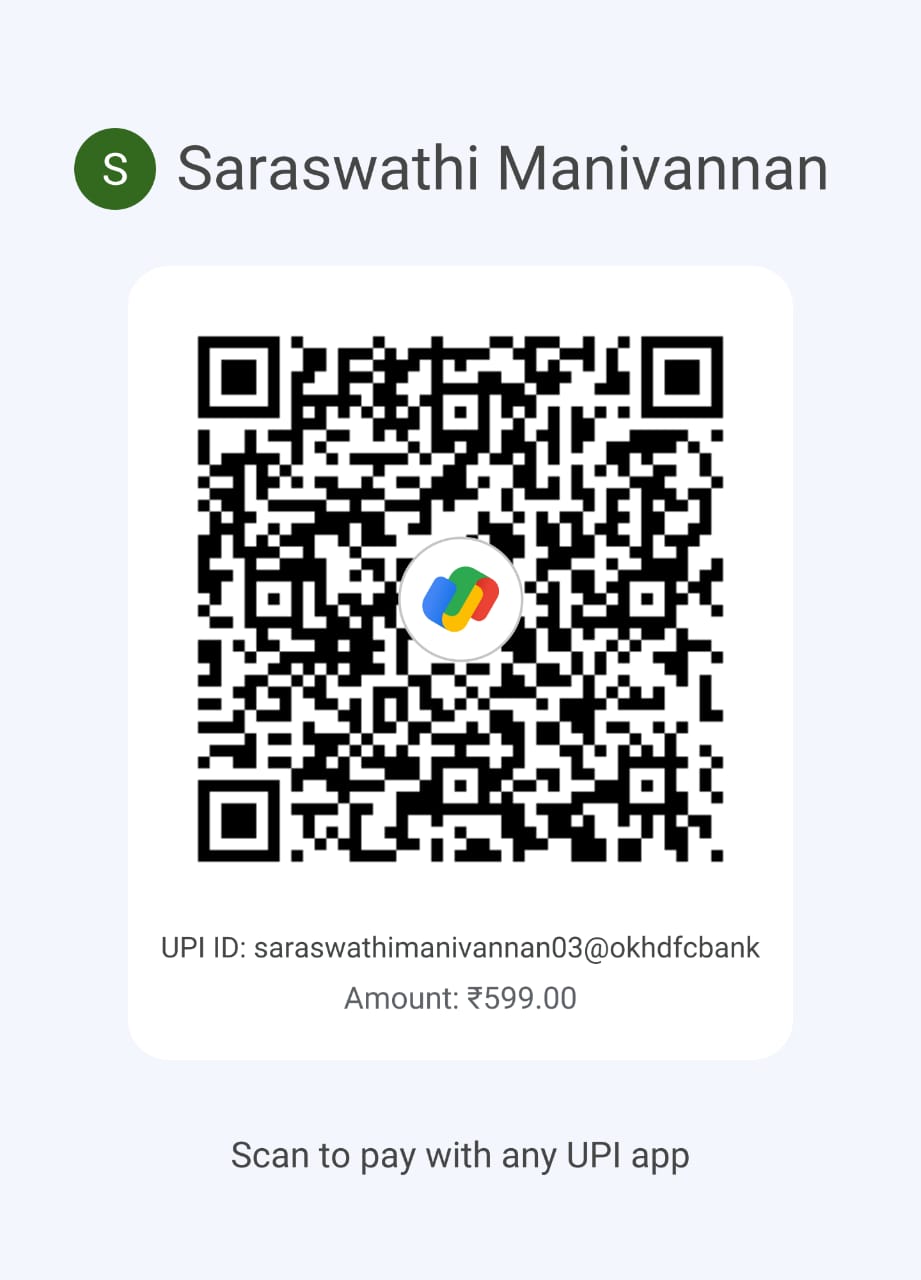 S
Saraswathi Manivannan
UPI ID: saraswathimanivannan03@okhdfcbank
Amount: ₹599.00
Scan to pay with any UPI app